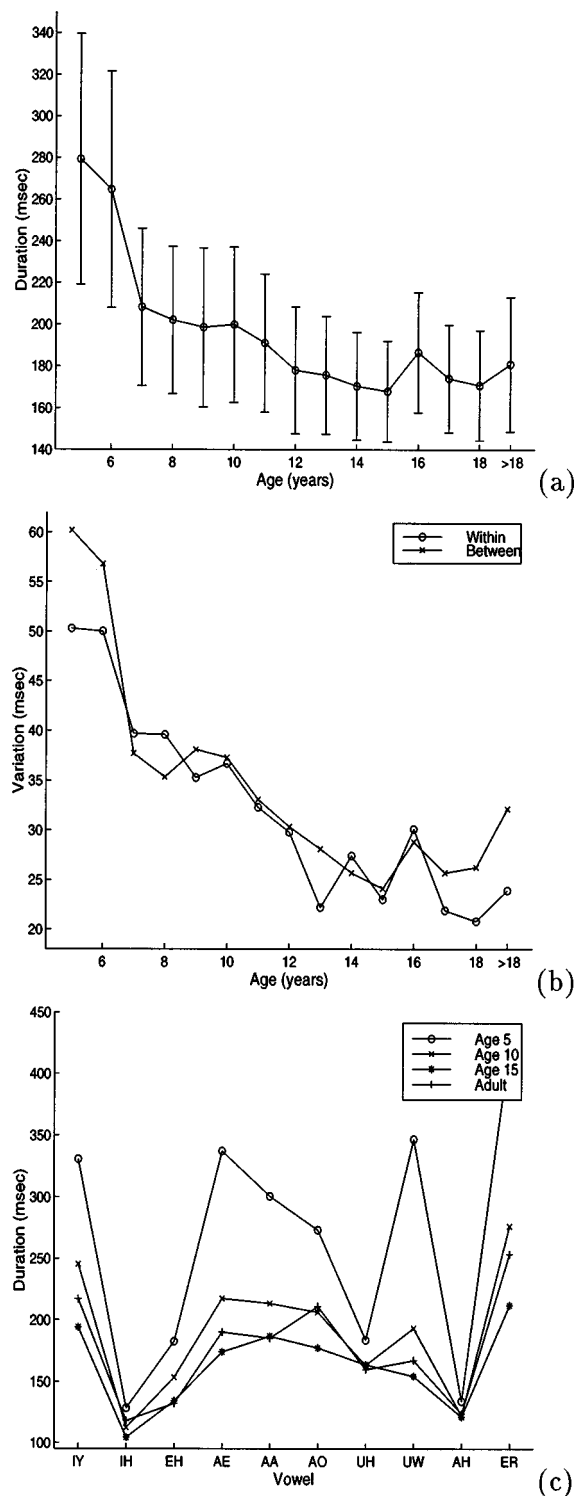 340
320
300
280
260
240
220
200
180
160
140
Duration (msec)
6 8 10 12 14 16 18 >18
Age (years)
(a)
60
55
50
45
40
35
30
25
20
Variation (msec)
Within
Between
6 8 10 12 14 16 18 >18
Age (years)
(b)
450
400
350
300
250
200
150
100
Duration (msec)
Age 5
Age 10
Age 15
Adult
IY IH EH AE AA AO UH UW AH ER
Vowel
(c)